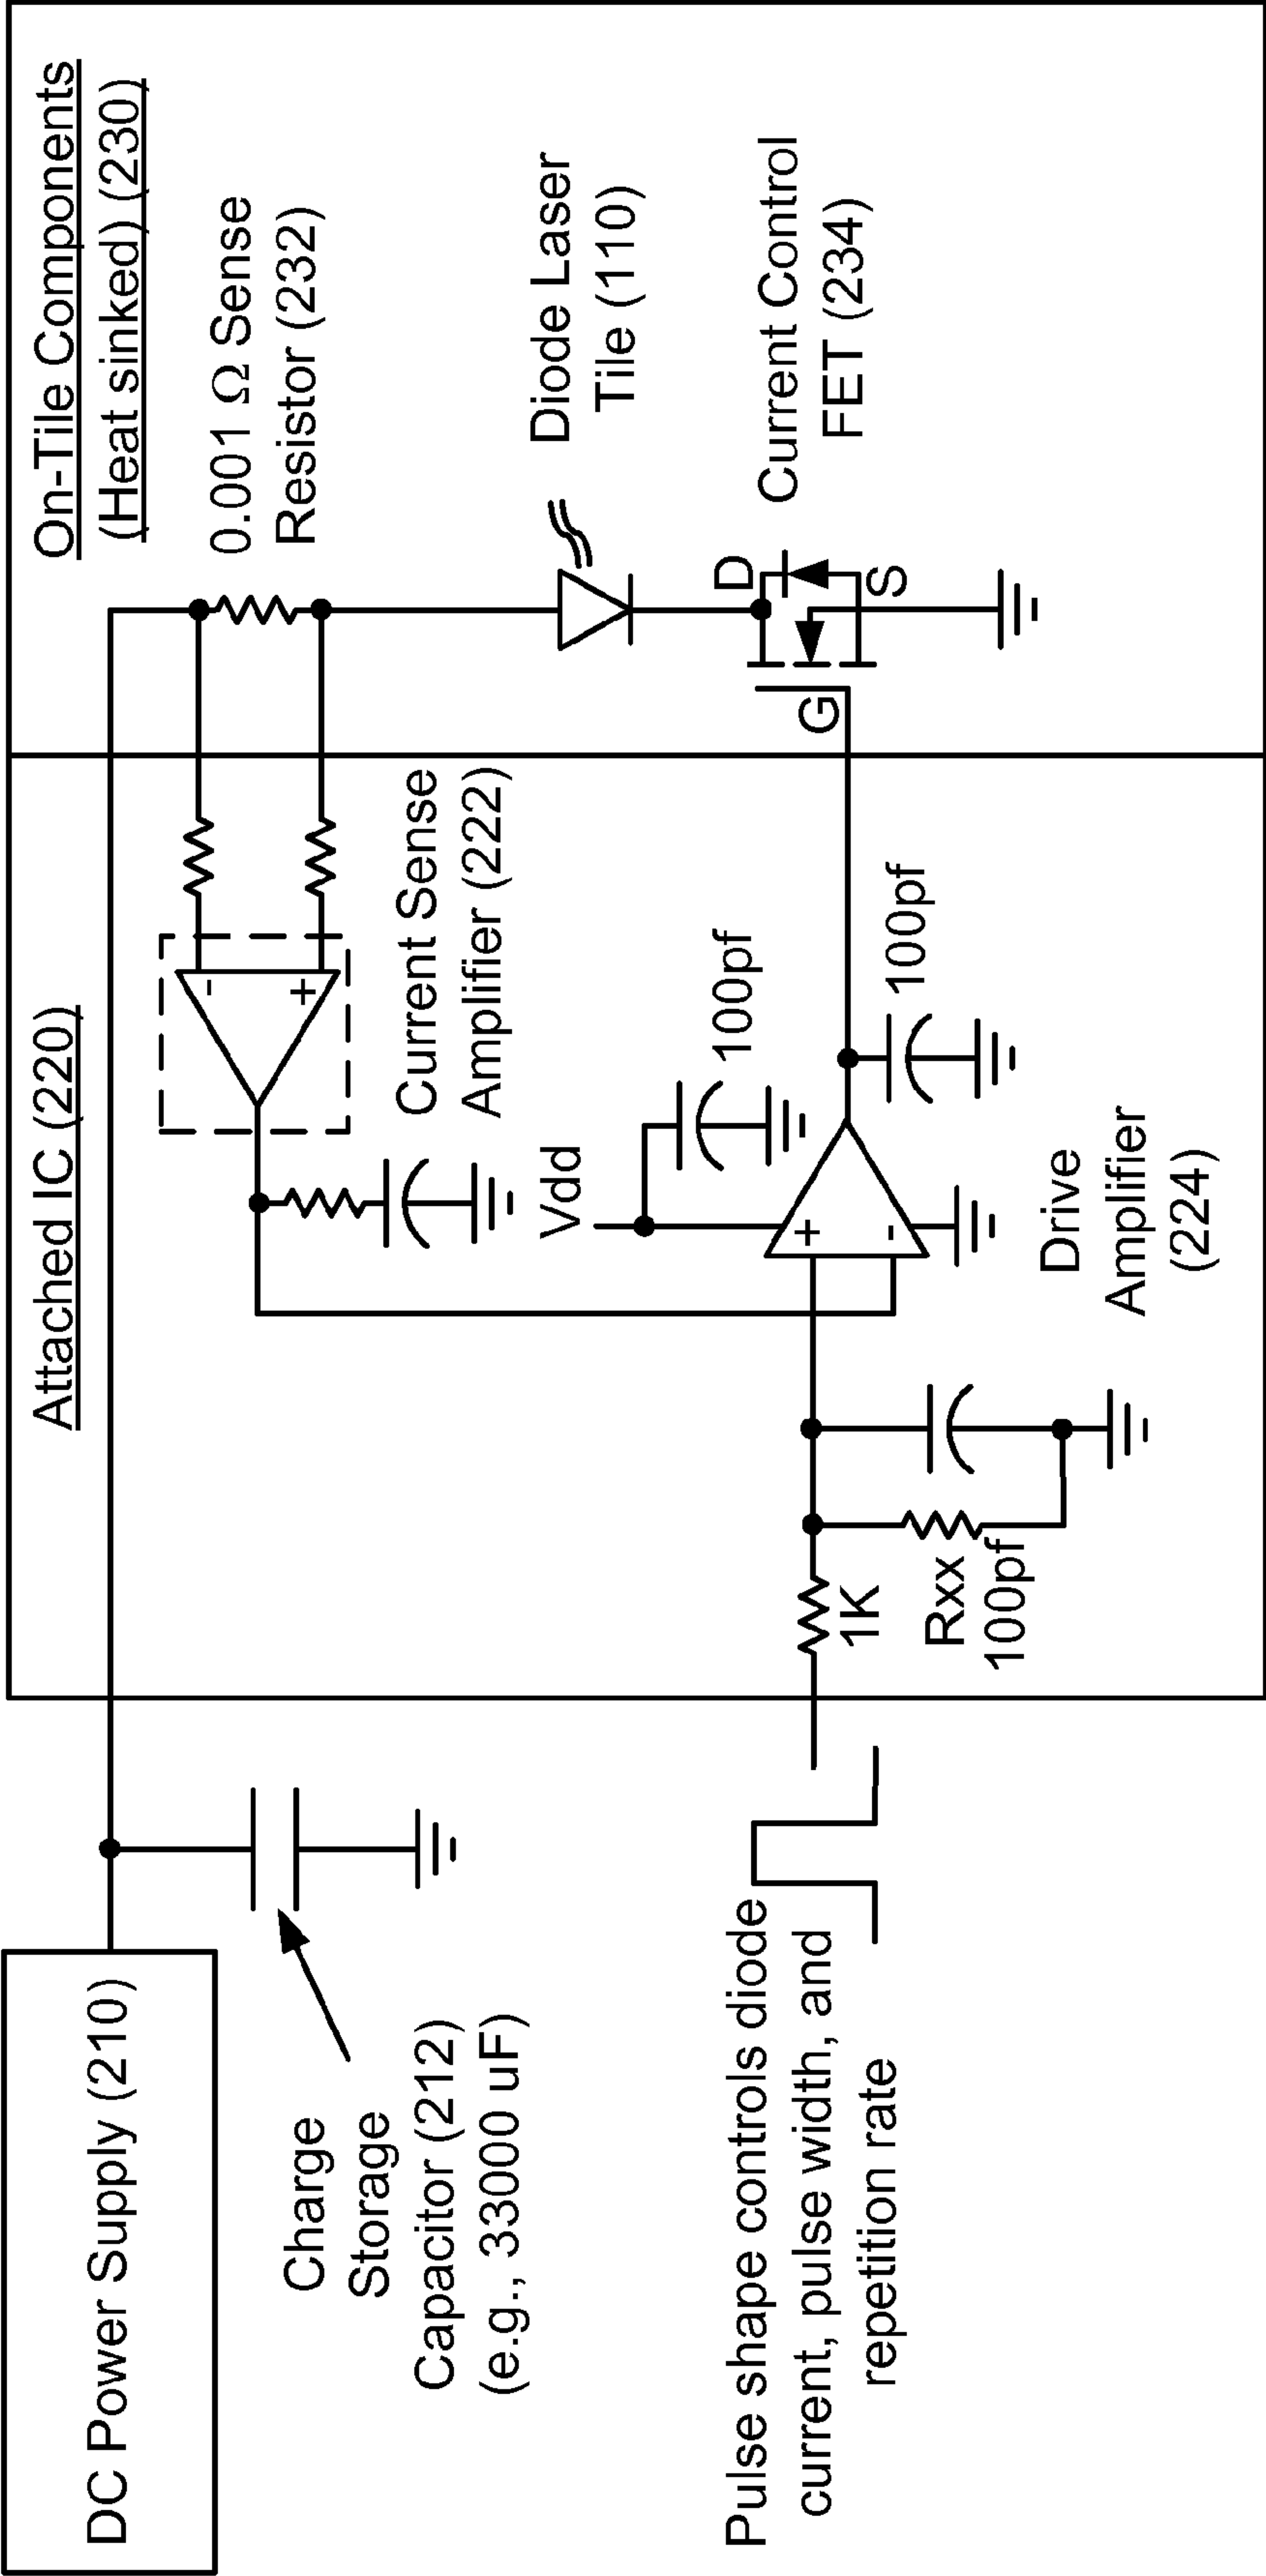 DC Power Supply (210)
Charge
Storage
Capacitor (212)
(e.g., 33000 uF)
Pulse shape controls diode
current, pulse width, and
repetition rate
Attached IC (220)
-
+
Current Sense
Amplifier (222)
Vdd
100pf
+
-
100pf
Drive
Amplifier
(224)
1K
Rxx
100pf
On-Tile Components
(Heat sinked) (230)
0.001 Ω Sense
Resistor (232)
Diode Laser
Tile (110)
D
G
S
Current Control
FET (234)